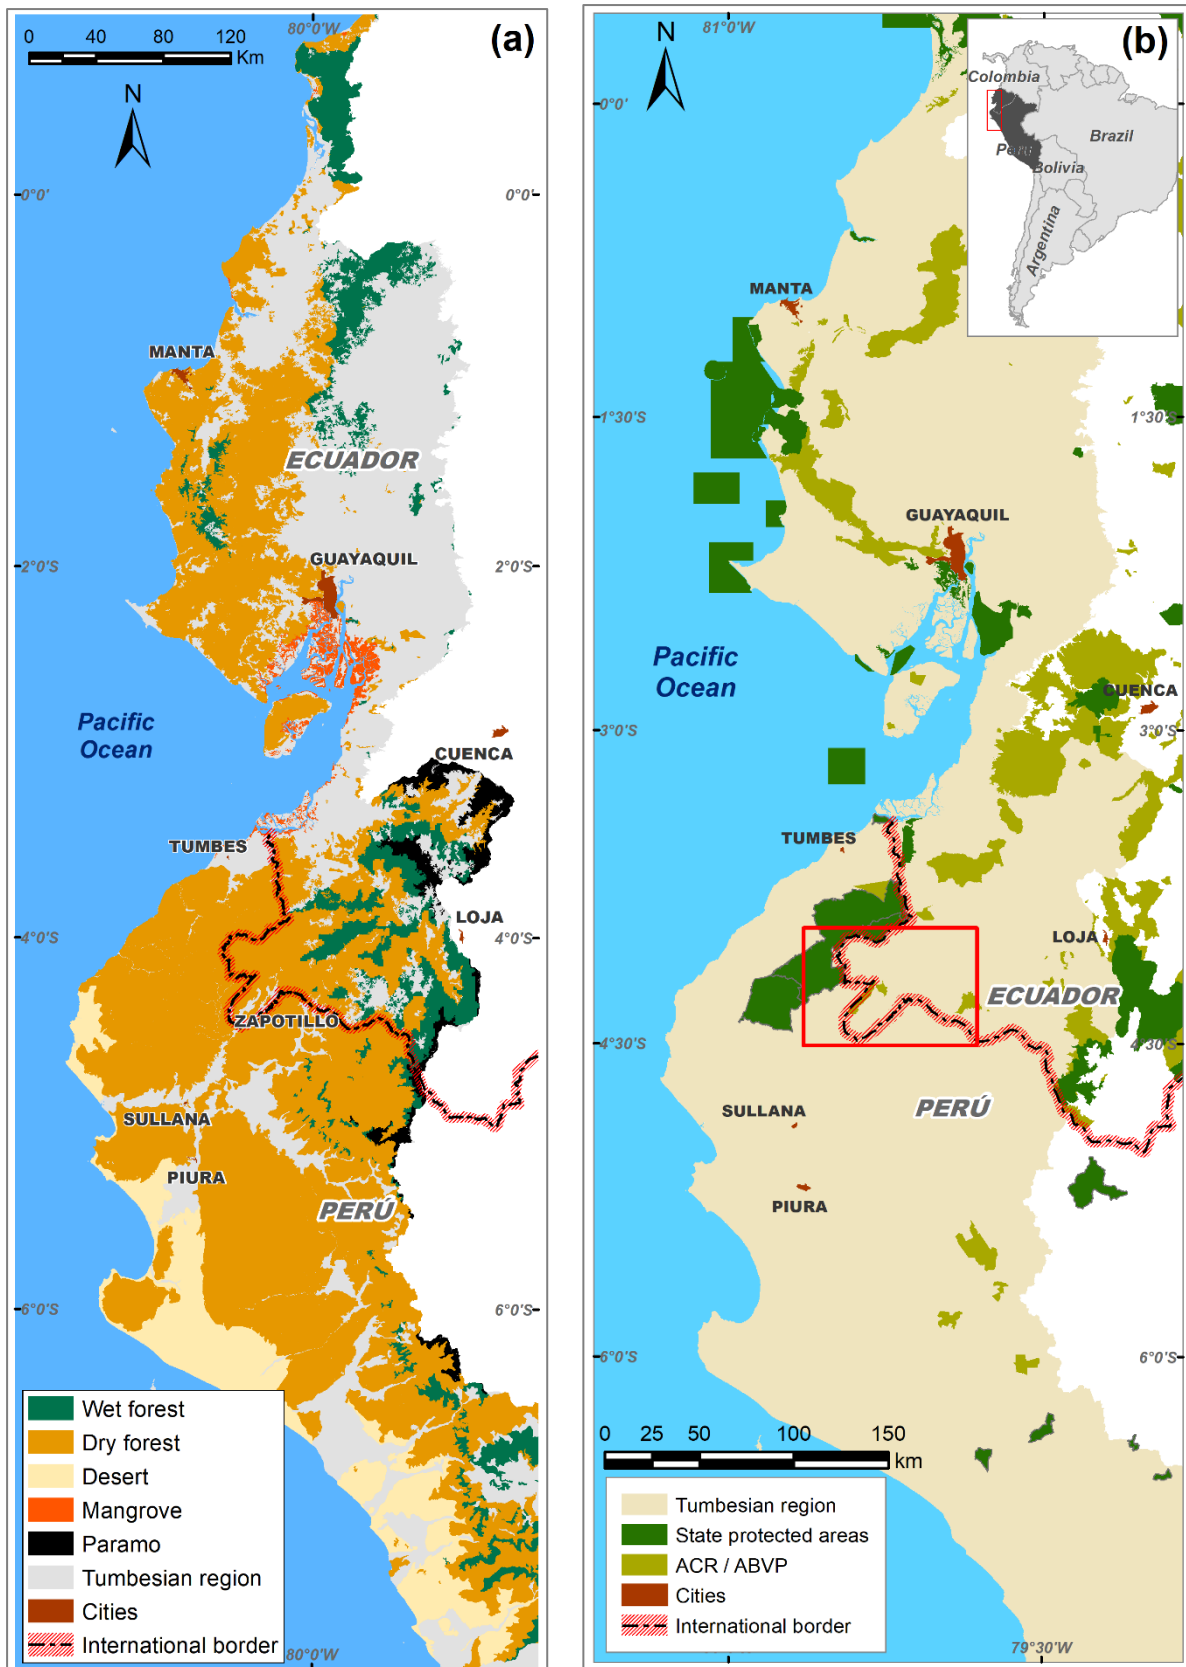 (a)
80°0'W
0 40 80 120
Km
N
0°0'
0°0'
MANTA
ECUADOR
GUAYAQUIL
2°0'S
2°0'S
Pacific
Ocean
CUENCA
TUMBES
LOJA
4°0'S
4°0'S
ZAPOTILLO
SULLANA
PIURA
PERÚ
6°0'S
6°0'S
Wet forest
Dry forest
Desert
Mangrove
Paramo
Tumbesian region
Cities
International border
80°0'W
(b)
81°0'W
N
Colombia
Brazil
Perú
Bolivia
Argentina
0°0'
MANTA
1°30'S
1°30'S
GUAYAQUIL
Pacific
Ocean
CUENCA
3°0'S
3°0'S
TUMBES
LOJA
ECUADOR
4°30'S
4°30'S
SULLANA
PERÚ
PIURA
6°0'S
6°0'S
0 25 50 100 150
km
Tumbesian region
State protected areas
ACR / ABVP
Cities
International border
79°30'W